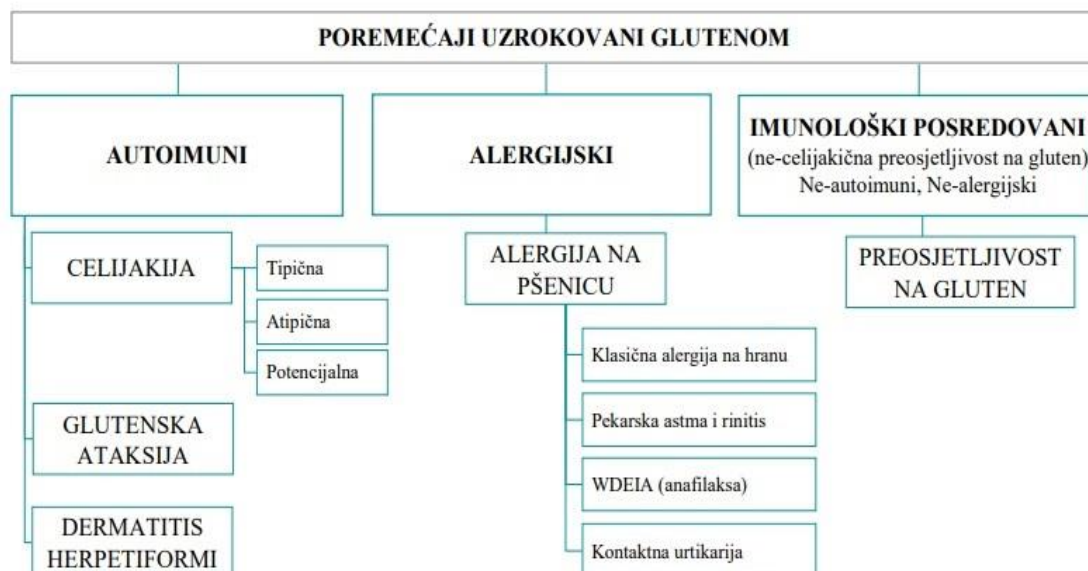 POREMEĆAJI UZROKOVANI GLUTENOM
AUTOIMUNI
CELIJAKIJA
Tipična
Atipična
Potencijalna
GLUTENSKA
ATAKSIJA
DERMATITIS
HERPETIFORMI
ALERGIJSKI
ALERGIJA NA
PŠENICU
Klasična alergija na hranu
Pekarska astma i rinitis
WDEIA (anafilaksa)
Kontaktna urtikarija
IMUNOLOŠKI POSREDOVANI
(ne-celijakična preosjetljivost na gluten)
Ne-autoimuni, Ne-alergijski
PREOSJETLJIVOST
NA GLUTEN